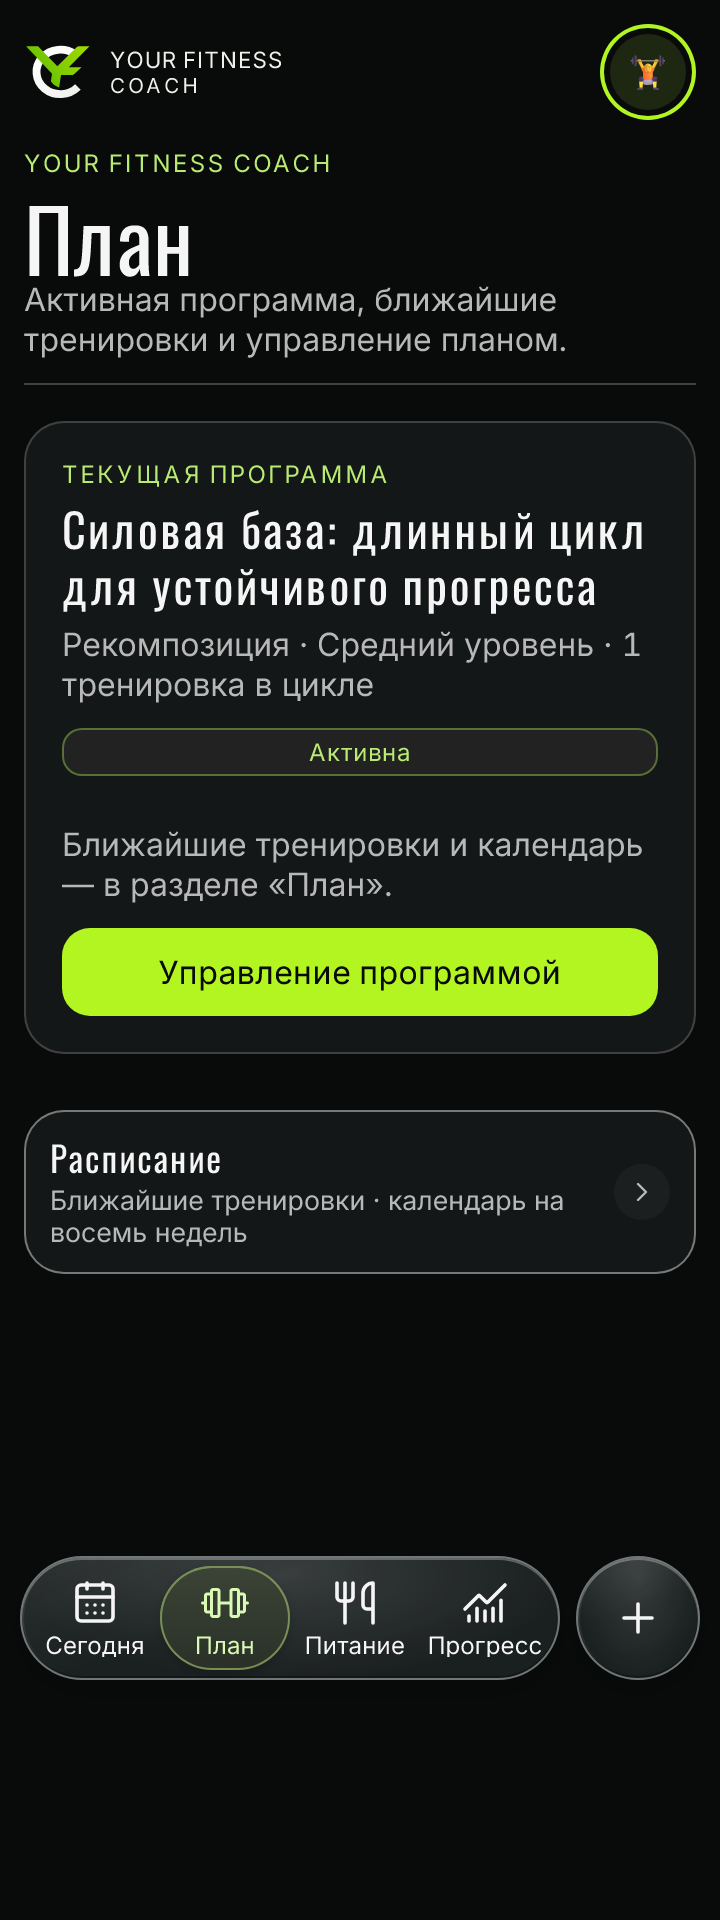 YOUR FITNESS
COACH
YOUR FITNESS COACH
План
Активная программа, ближайшие
тренировки и управление планом.
ТЕКУЩАЯ ПРОГРАММА
Силовая база: длинный цикл
для устойчивого прогресса
Рекомпозиция · Средний уровень · 1
тренировка в цикле
Активна
Ближайшие тренировки и календарь
— в разделе «План».
Управление программой
Расписание
Ближайшие тренировки · календарь на
восемь недель
Сегодня
План
Питание
Прогресс